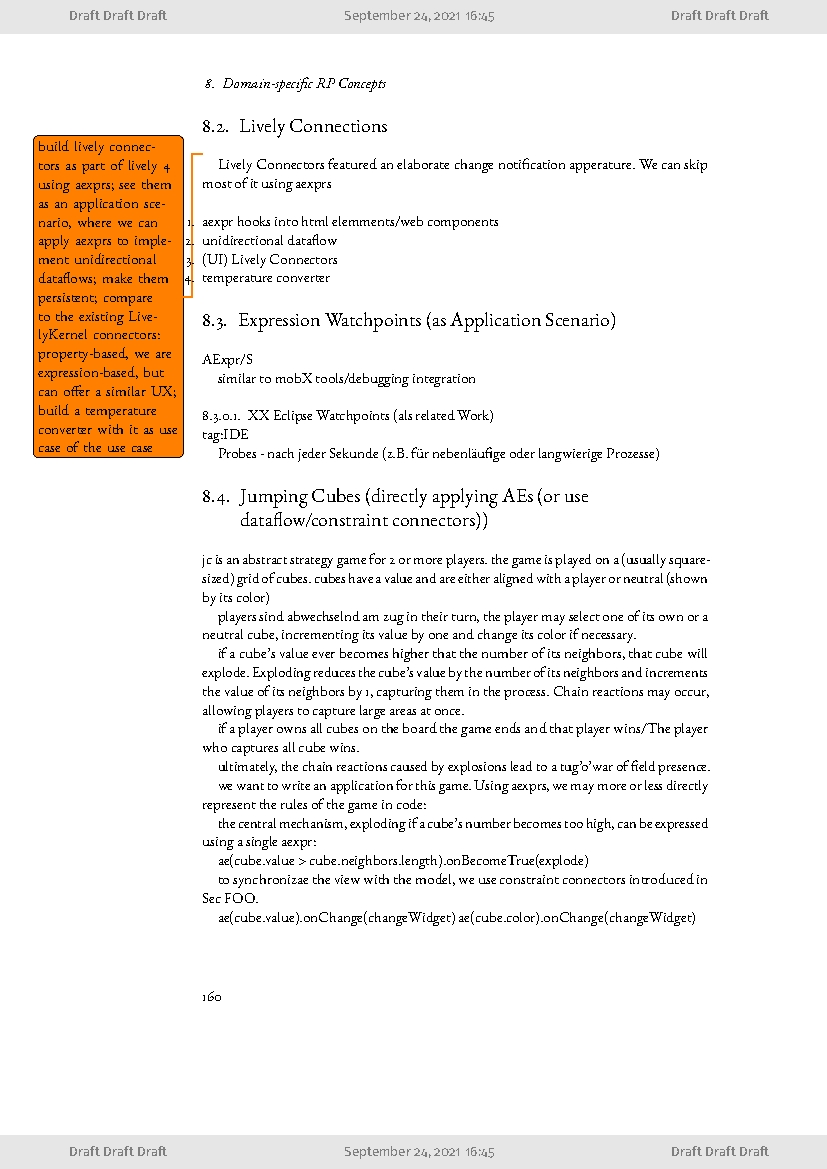 Draft Draft Draft September 24, 2021 16:45 Draft Draft Draft
8. Domain-specific RP Concepts
8.2. Lively Connections
build lively connec-
tors as part of lively 4
using aexprs; see them
as an application sce-
nario, where we can
apply aexprs to imple-
ment unidirectional
dataflows; make them
persistent; compare
to the existing Live-
lyKernel connectors:
property-based, we are
expression-based, but
can offer a similar UX;
build a temperature
converter with it as use
case of the use case
Lively Connectors featured an elaborate change notification apperature. We can skip
most of it using aexprs
1. aexpr hooks into html elemments/web components
2. unidirectional dataflow
3. (UI) Lively Connectors
4. temperature converter
8.3. Expression Watchpoints (as Application Scenario)
AExpr/S
similar to mobX tools/debugging integration
8.3.0.1. XX Eclipse Watchpoints (als related Work)
tag:IDE
Probes - nach jeder Sekunde (z.B. für nebenläufige oder langwierige Prozesse)
8.4. Jumping Cubes (directly applying AEs (or use
dataflow/constraint connectors))
jc is an abstract strategy game for 2 or more players. the game is played on a (usually square-
sized) grid of cubes. cubes have a value and are either aligned with a player or neutral (shown
by its color)
players sind abwechselnd am zug in their turn, the player may select one of its own or a
neutral cube, incrementing its value by one and change its color if necessary.
if a cube's value ever becomes higher that the number of its neighbors, that cube will
explode. Exploding reduces the cube's value by the number of its neighbors and increments
the value of its neighbors by 1, capturing them in the process. Chain reactions may occur,
allowing players to capture large areas at once.
if a player owns all cubes on the board the game ends and that player wins/The player
who captures all cube wins.
ultimately, the chain reactions caused by explosions lead to a tug'o'war of field presence.
we want to write an application for this game. Using aexprs, we may more or less directly
represent the rules of the game in code:
the central mechanism, exploding if a cube's number becomes too high, can be expressed
using a single aexpr:
ae(cube.value > cube.neighbors.length).onBecomeTrue(explode)
to synchronizae the view with the model, we use constraint connectors introduced in
Sec FOO.
ae(cube.value).onChange(changeWidget) ae(cube.color).onChange(changeWidget)
160
Draft Draft Draft September 24, 2021 16:45 Draft Draft Draft